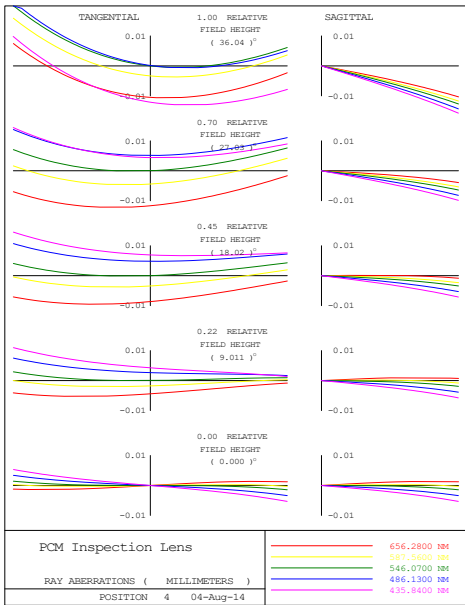 TANGENTIAL 1.00 RELATIVE SAGITTAL
FIELD HEIGHT
0.01 ( 36.04 )° 0.01
-0.01 -0.01
0.70 RELATIVE
FIELD HEIGHT
0.01 ( 27.03 )° 0.01
-0.01 -0.01
0.45 RELATIVE
FIELD HEIGHT
0.01 ( 18.02 )° 0.01
-0.01 -0.01
0.22 RELATIVE
FIELD HEIGHT
0.01 ( 9.011 )° 0.01
-0.01 -0.01
0.00 RELATIVE
FIELD HEIGHT
0.01 ( 0.000 )° 0.01
-0.01 -0.01
PCM Inspection Lens
RAY ABERRATIONS ( MILLIMETERS )
POSITION 4 04-Aug-14
656.2800 NM
NM
546.0700 NM
486.1300 NM
435.8400 NM